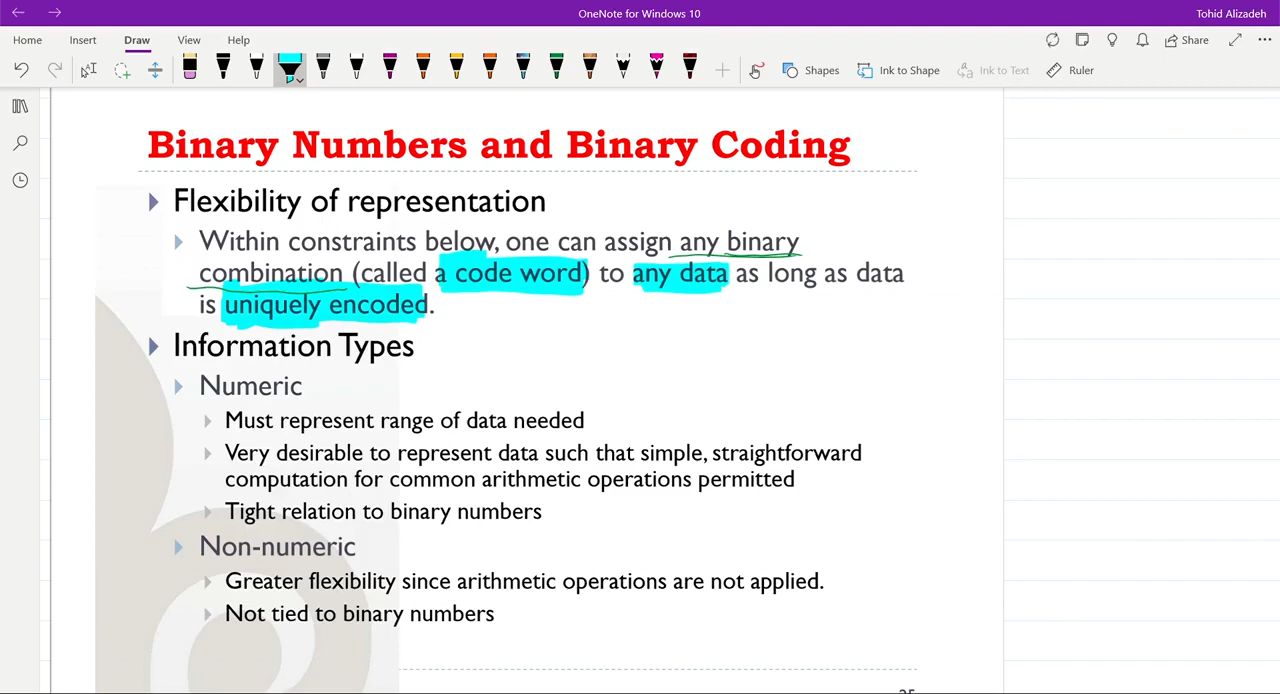 OneNote for Windows 10
Tohid Alizadeh
Home Insert Draw View Help
Share
Shapes
Ink to Shape
Ink to Text
Ruler
Binary Numbers and Binary Coding
Flexibility of representation
Within constraints below, one can assign any binary
combination (called a code word) to any data as long as data
is uniquely encoded.
Information Types
Numeric
Must represent range of data needed
Very desirable to represent data such that simple, straightforward
computation for common arithmetic operations permitted
Tight relation to binary numbers
Non-numeric
Greater flexibility since arithmetic operations are not applied.
Not tied to binary numbers